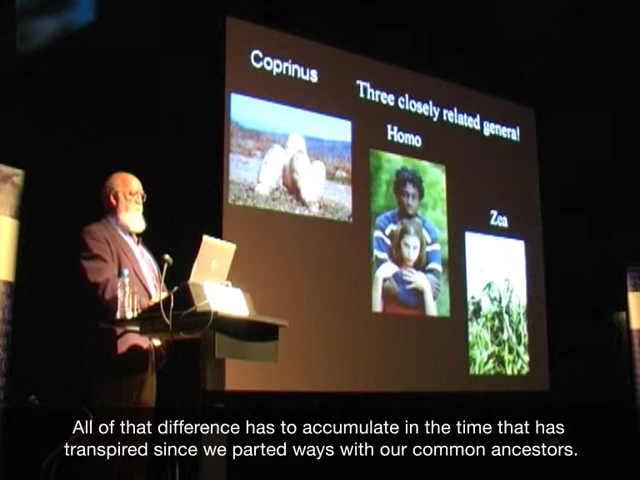 Coprinus
Three closely related genera!
Homo
Zea
All of that difference has to accumulate in the time that has
transpired since we parted ways with our common ancestors.